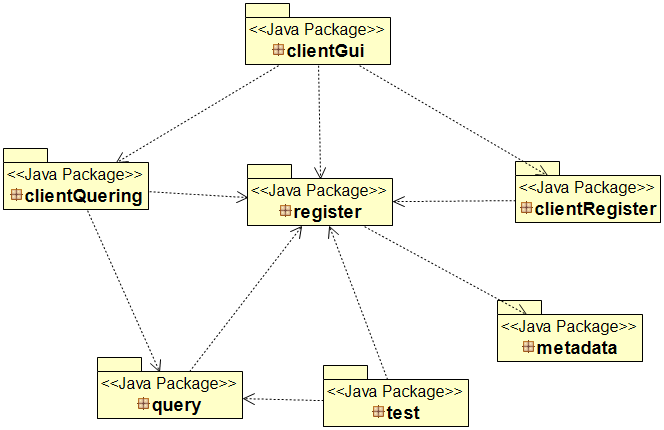 <<Java Package>>
clientGui
<<Java Package>>
clientQuering
<<Java Package>>
register
<<Java Package>>
clientRegister
<<Java Package>>
metadata
<<Java Package>>
query
<<Java Package>>
test